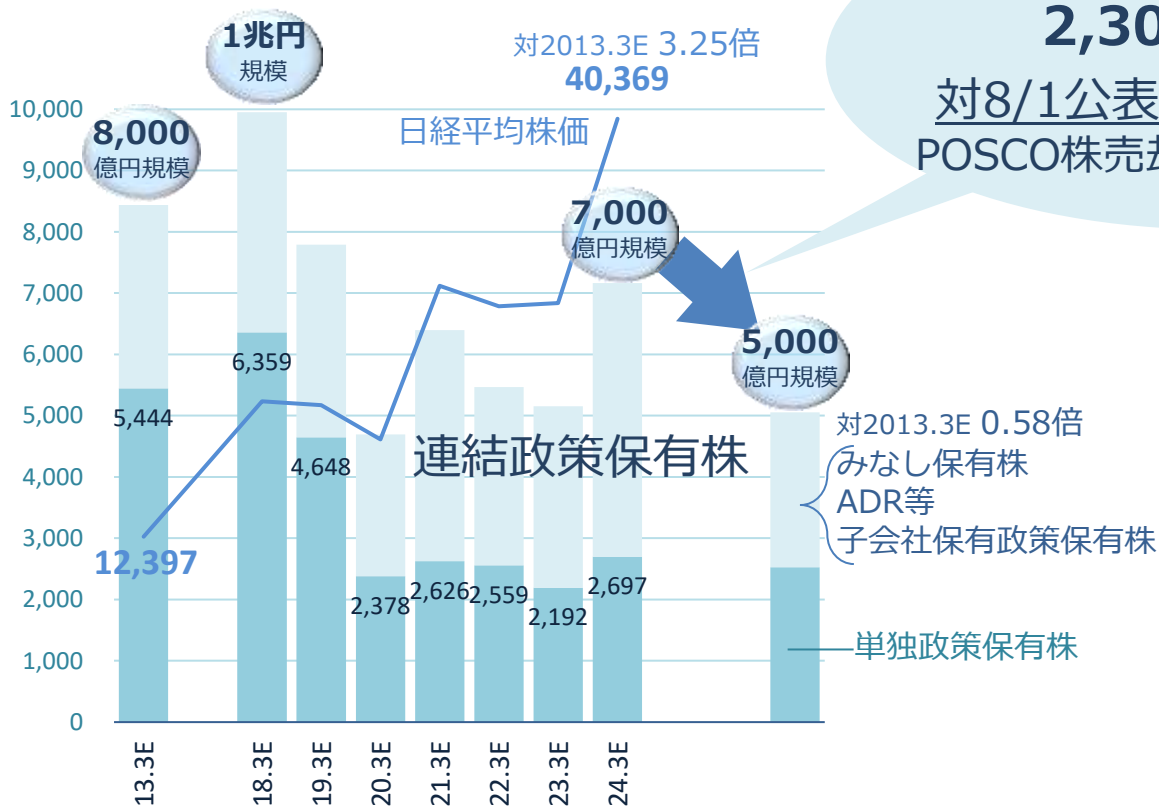 1兆円
規模
対2013.3E 3.25倍
40,369
日経平均株価
2,30
対8/1公表
POSCO株売
10,000
9,000
8,000
7,000
6,000
5,000
4,000
3,000
2,000
1,000
0
8,000
億円規模
7,000
億円規模
5,000
億円規模
5,444
6,359
4,648
2,378
2,626
2,559
2,192
2,697
12,397
連結政策保有株
対2013.3E 0.58倍
みなし保有株
ADR等
子会社保有政策保有株
単独政策保有株
13.3E
18.3E
19.3E
20.3E
21.3E
22.3E
23.3E
24.3E